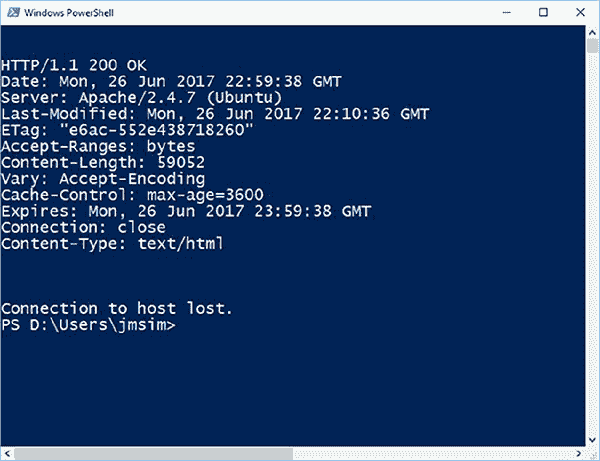 Windows PowerShell
HTTP/1.1 200 OK
Date: Mon, 26 Jun 2017 22:59:38 GMT
Server: Apache/2.4.7 (Ubuntu)
Last-Modified: Mon, 26 Jun 2017 22:10:36 GMT
ETag: "e6ac-552e438718260"
Accept-Ranges: bytes
Content-Length: 59052
Vary: Accept-Encoding
Cache-Control: max-age=3600
Expires: Mon, 26 Jun 2017 23:59:38 GMT
Connection: close
Content-Type: text/html
Connection to host lost.
PS D:\Users\jmsim>